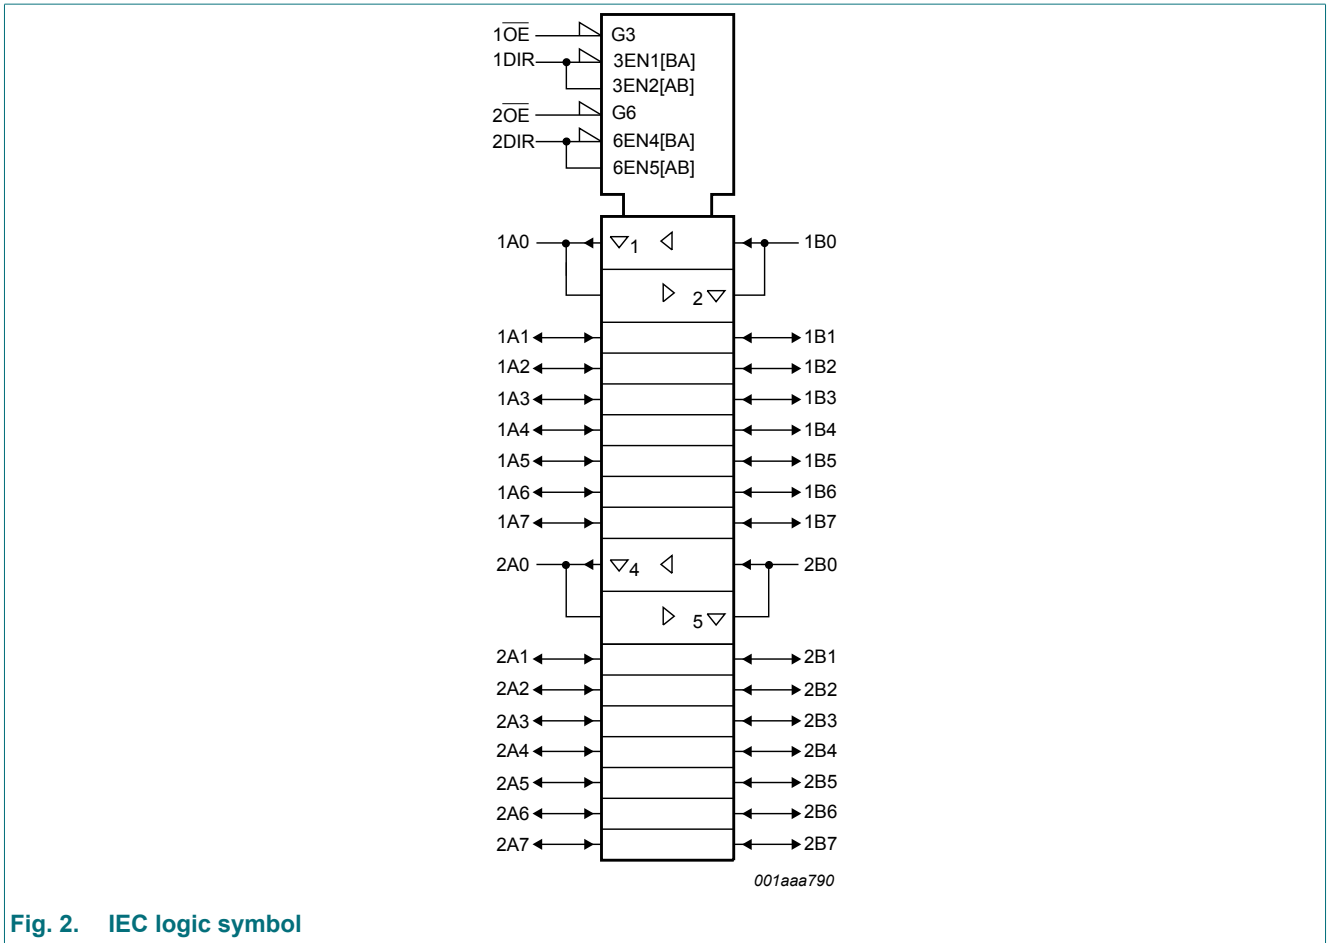 1O̅E̅ G3
1DIR 3EN1[BA]
3EN2[AB]
2O̅E̅ G6
2DIR 6EN4[BA]
6EN5[AB]
1A0 1 1B0
2
1A1 1B1
1A2 1B2
1A3 1B3
1A4 1B4
1A5 1B5
1A6 1B6
1A7 1B7
2A0 4 2B0
5
2A1 2B1
2A2 2B2
2A3 2B3
2A4 2B4
2A5 2B5
2A6 2B6
2A7 2B7
001aaa790
Fig. 2. IEC logic symbol